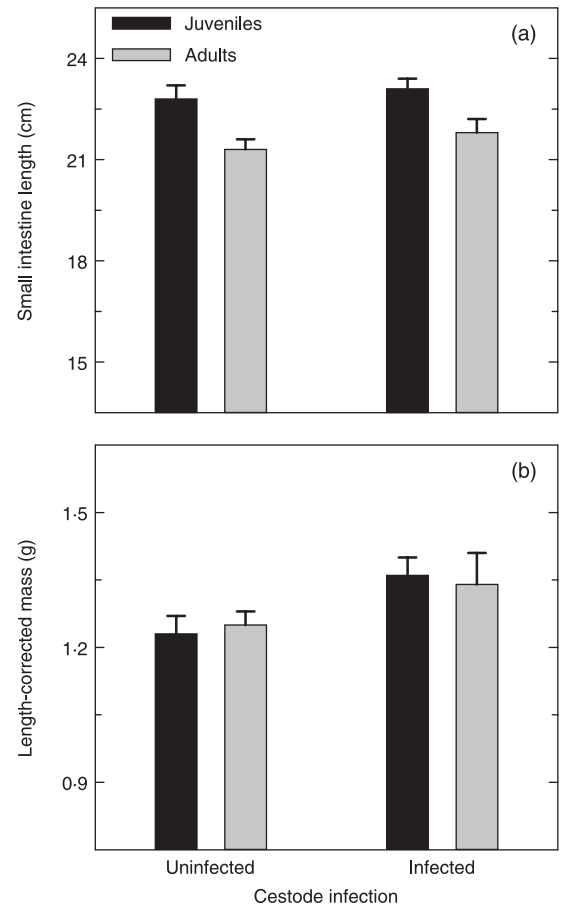 Juveniles
Adults
(a)
24
21
18
15
Small intestine length (cm)
(b)
1·5
1·2
0·9
Length-corrected mass (g)
Uninfected Infected
Cestode infection